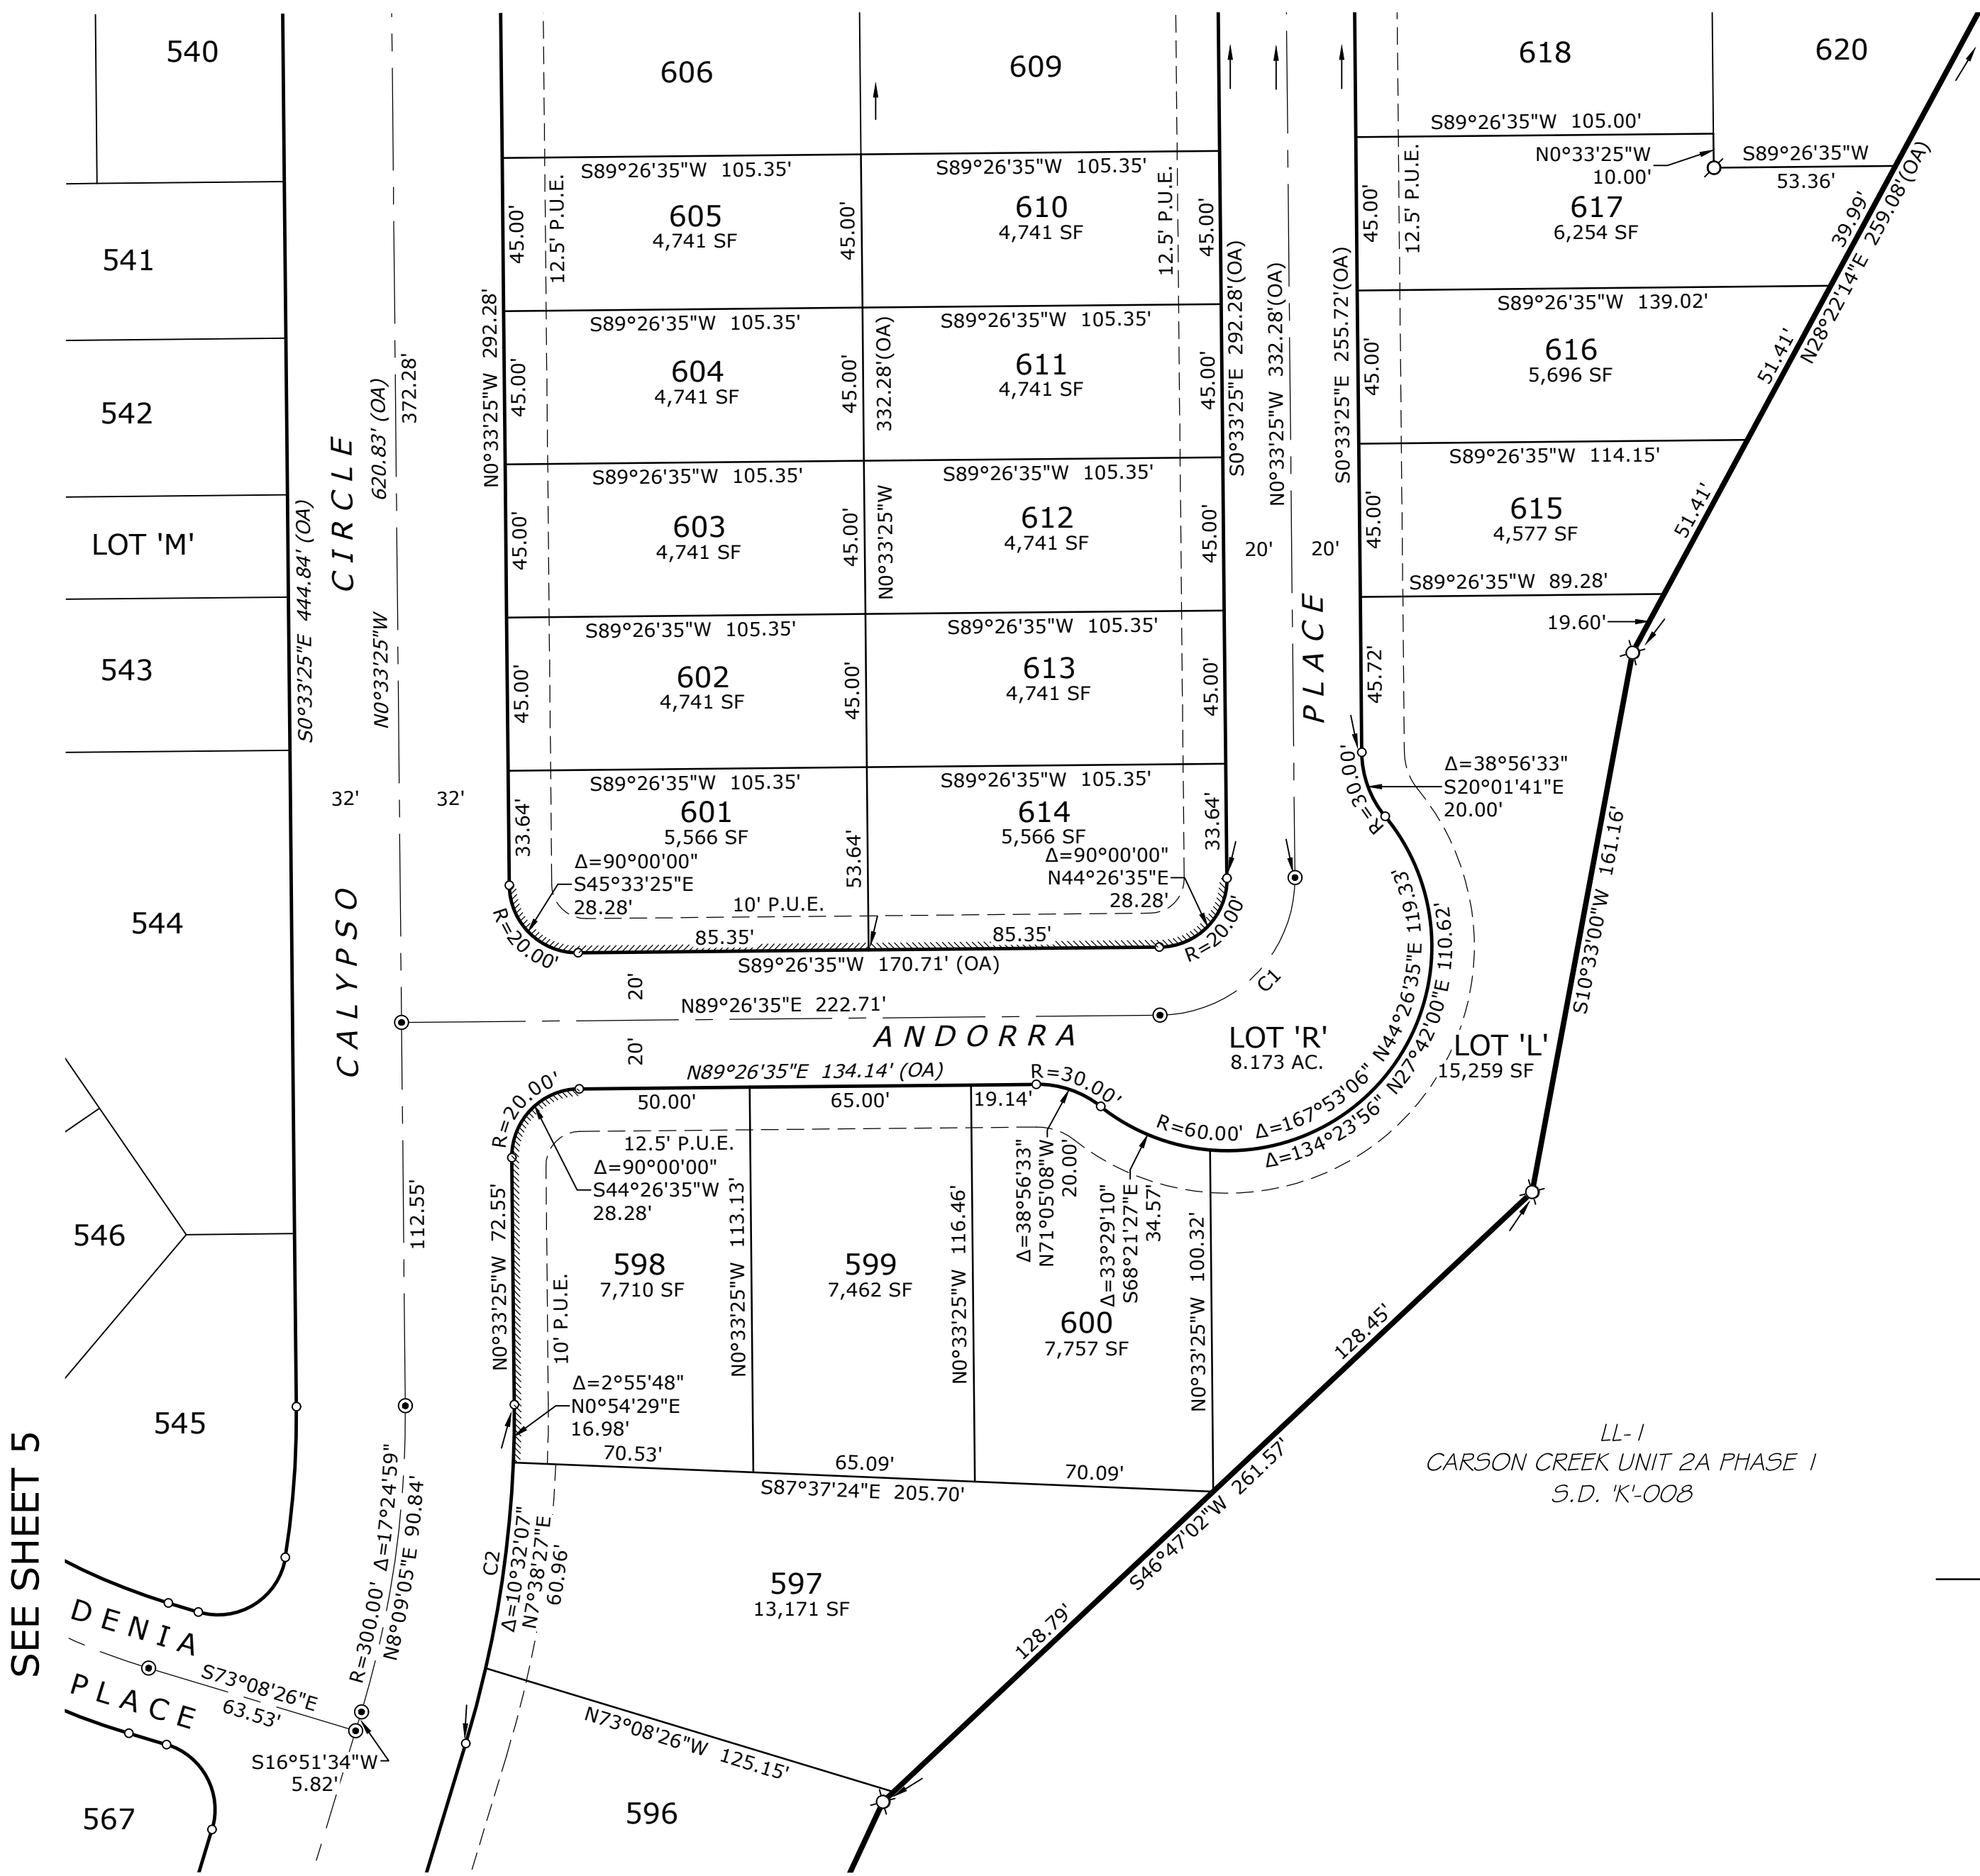 540
606
609
618
620
S89°26'35"W 105.00'
N0°33'25"W
10.00'
S89°26'35"W
53.36'
S89°26'35"W 105.35'
S89°26'35"W 105.35'
12.5' P.U.E.
12.5' P.U.E.
12.5' P.U.E.
605
4,741 SF
610
4,741 SF
617
6,254 SF
45.00'
45.00'
45.00'
45.00'
39.99'
N28°22'14"E 259.08'(OA)
541
S89°26'35"W 105.35'
S89°26'35"W 105.35'
S89°26'35"W 139.02'
N0°33'25"W 292.28'
332.28'(OA)
S0°33'25"E 292.28'(OA)
N0°33'25"W 332.28'(OA)
S0°33'25"E 255.72'(OA)
604
4,741 SF
611
4,741 SF
616
5,696 SF
45.00'
45.00'
45.00'
45.00'
51.41'
542
CALYPSO CIRCLE
620.83' (OA)
372.28'
N0°33'25"W
S0°33'25"E 444.84' (OA)
S89°26'35"W 105.35'
S89°26'35"W 105.35'
S89°26'35"W 114.15'
603
4,741 SF
612
4,741 SF
615
4,577 SF
45.00'
45.00'
N0°33'25"W
45.00'
45.00'
51.41'
LOT 'M'
20'
20'
S89°26'35"W 89.28'
19.60'
S89°26'35"W 105.35'
S89°26'35"W 105.35'
543
602
4,741 SF
613
4,741 SF
45.00'
45.00'
45.00'
45.72'
PLACE
S89°26'35"W 105.35'
S89°26'35"W 105.35'
32'
32'
601
5,566 SF
614
5,566 SF
33.64'
53.64'
33.64'
R=30.00'
Δ=38°56'33"
S20°01'41"E
20.00'
Δ=90°00'00"
S45°33'25"E
28.28'
Δ=90°00'00"
N44°26'35"E
28.28'
10' P.U.E.
R=20.00'
R=20.00'
85.35'
85.35'
S89°26'35"W 170.71' (OA)
544
S10°33'00"W 161.16'
20'
N89°26'35"E 222.71'
C1
ANDORRA
20'
LOT 'R'
8.173 AC.
LOT 'L'
15,259 SF
N89°26'35"E 134.14' (OA)
R=20.00'
R=30.00'
50.00'
65.00'
19.14'
R=60.00' Δ=167°53'06" N44°26'35"E 119.33'
Δ=134°23'56" N27°42'00"E 110.62'
12.5' P.U.E.
Δ=90°00'00"
S44°26'35"W
28.28'
Δ=38°56'33"
N71°05'08"W
20.00'
Δ=33°29'10"
S68°21'27"E
34.57'
N0°33'25"W 72.55'
10' P.U.E.
N0°33'25"W 113.13'
N0°33'25"W 116.46'
N0°33'25"W 100.32'
112.55'
546
598
7,710 SF
599
7,462 SF
600
7,757 SF
128.45'
Δ=2°55'48"
N0°54'29"E
16.98'
70.53'
65.09'
70.09'
S87°37'24"E 205.70'
545
S46°47'02"W 261.57'
LL-1
CARSON CREEK UNIT 2A PHASE 1
S.D. 'K'-008
SEE SHEET 5
R=300.00' Δ=17°24'59"
N8°09'05"E 90.84'
C2
Δ=10°32'07"
N7°38'27"E
60.96'
597
13,171 SF
128.79'
DENIA
PLACE
S73°08'26"E
63.53'
S16°51'34"W
5.82'
N73°08'26"W 125.15'
567
596